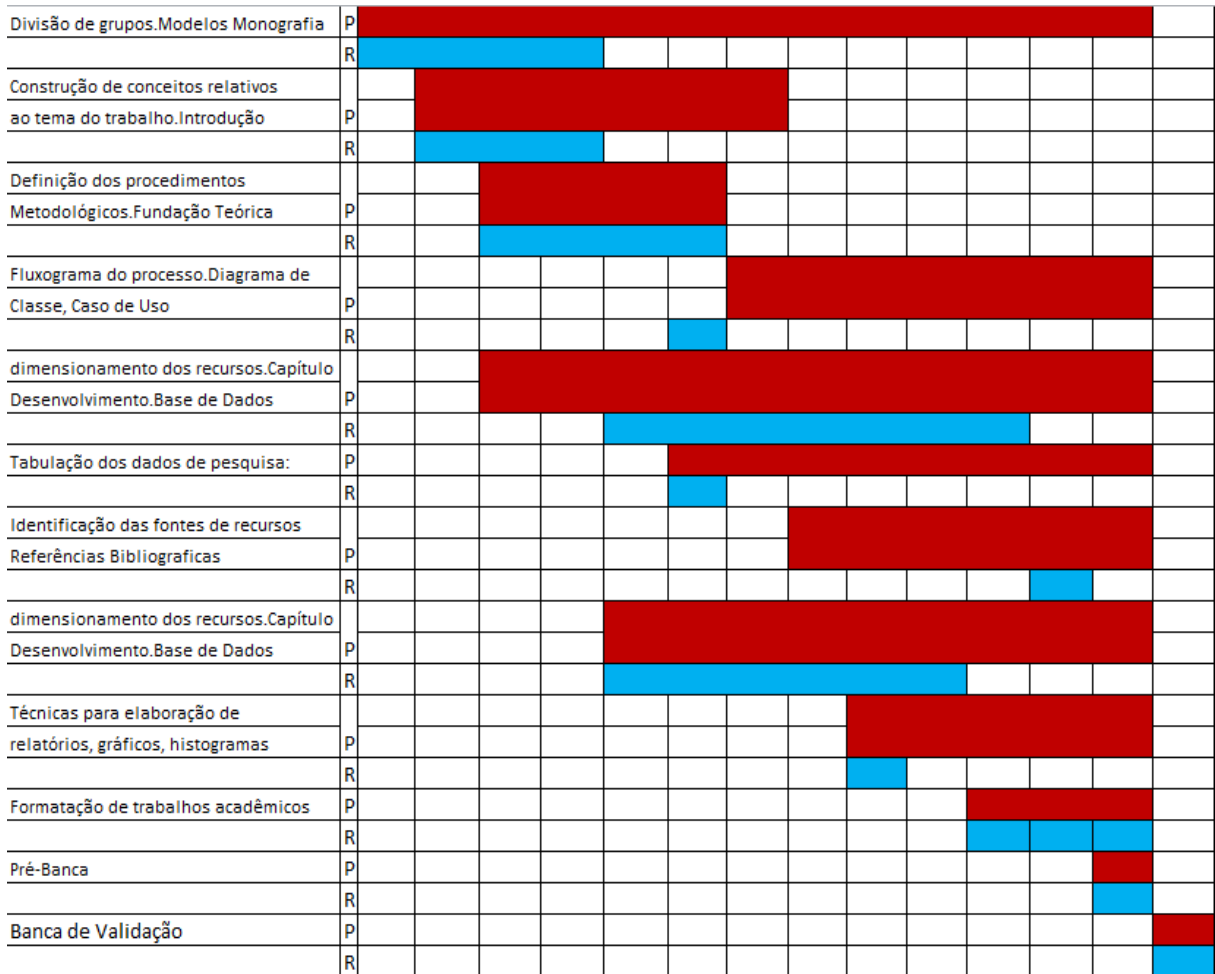 Divisão de grupos.Modelos Monografia P
R
Construção de conceitos relativos
ao tema do trabalho.Introdução P
R
Definição dos procedimentos
Metodológicos.Fundação Teórica P
R
Fluxograma do processo.Diagrama de
Classe, Caso de Uso P
R
dimensionamento dos recursos.Capítulo
Desenvolvimento.Base de Dados P
R
Tabulação dos dados de pesquisa: P
R
Identificação das fontes de recursos
Referências Bibliograficas P
R
dimensionamento dos recursos.Capítulo
Desenvolvimento.Base de Dados P
R
Técnicas para elaboração de
relatórios, gráficos, histogramas P
R
Formatação de trabalhos acadêmicos P
R
Pré-Banca P
R
Banca de Validação P
R